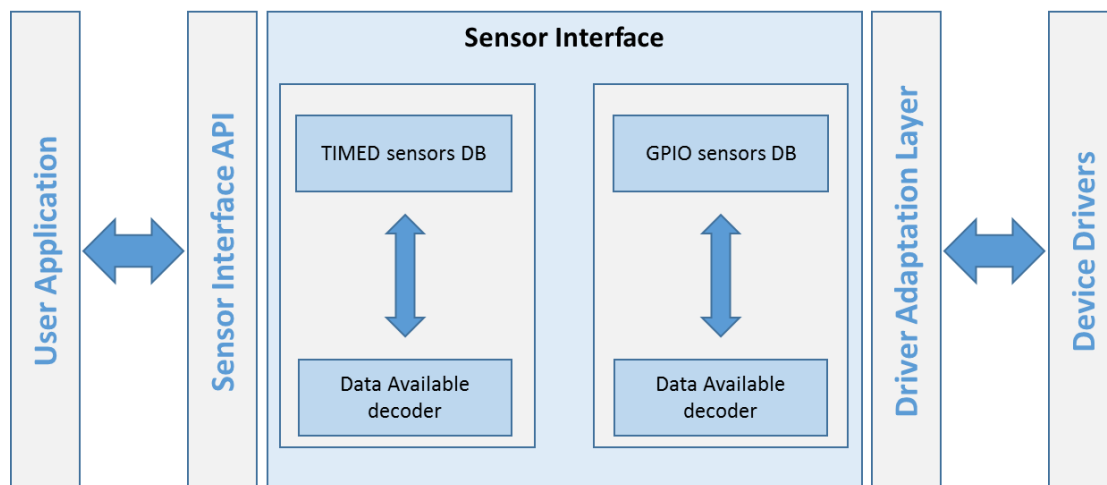 User Application
Sensor Interface API
Sensor Interface
TIMED sensors DB
Data Available
decoder
GPIO sensors DB
Data Available
decoder
Driver Adaptation Layer
Device Drivers